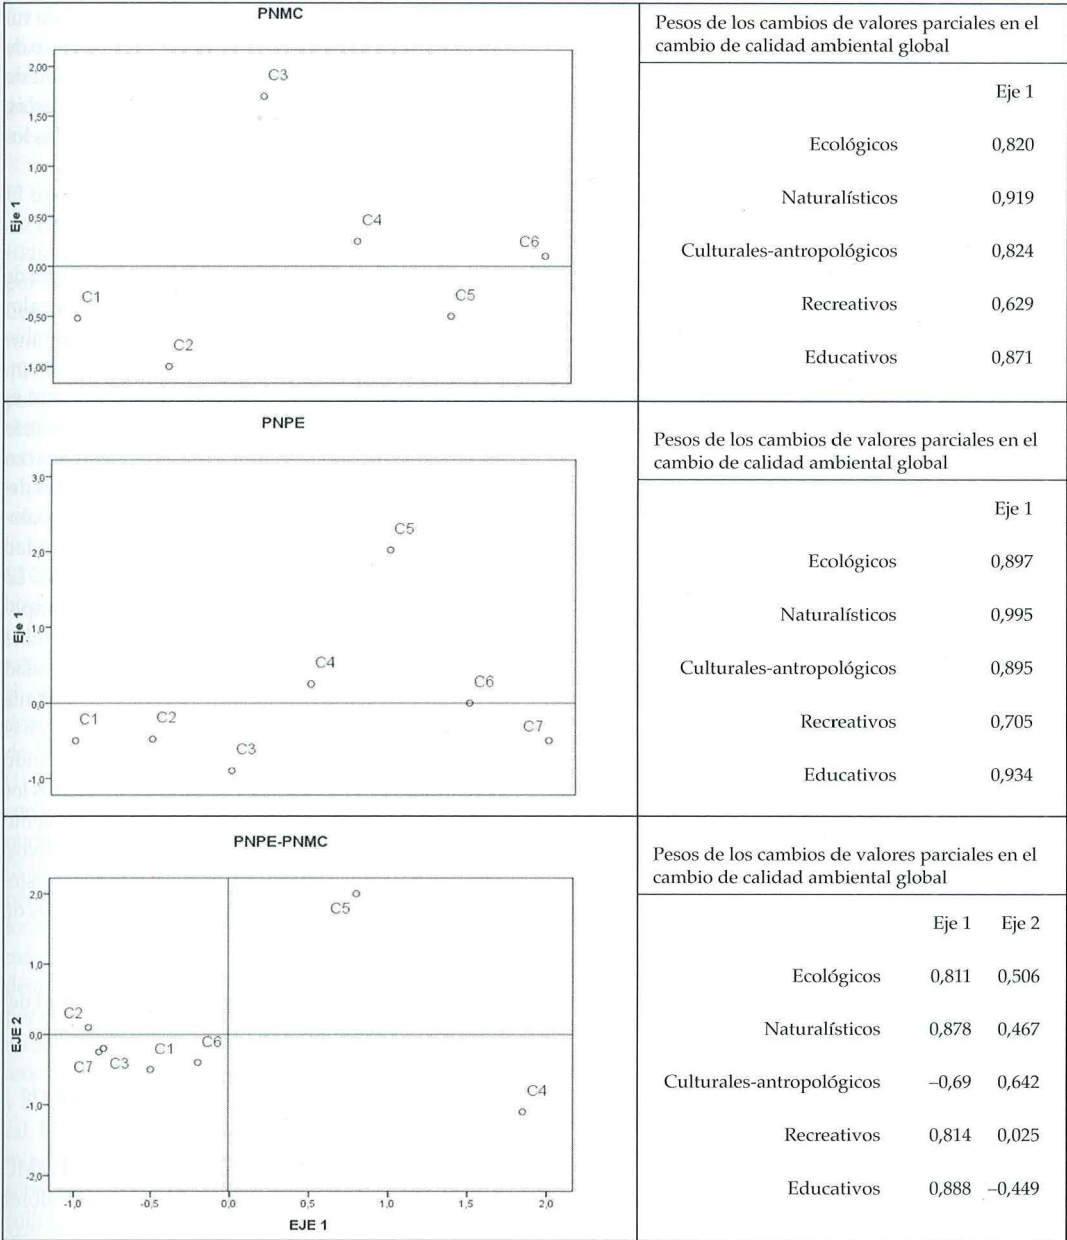 PNMC
2,00
1,50
1,00
0,50
0,00
-0,50
-1,00
Eje 1
C3
C4
C6
C1
C5
C2
Pesos de los cambios de valores parciales en el
cambio de calidad ambiental global
Eje 1
Ecológicos 0,820
Naturalísticos 0,919
Culturales-antropológicos 0,824
Recreativos 0,629
Educativos 0,871
PNPE
3,0
2,0
1,0
0,0
-1,0
Eje 1
C5
C4
C6
C1
C2
C7
C3
Pesos de los cambios de valores parciales en el
cambio de calidad ambiental global
Eje 1
Ecológicos 0,897
Naturalísticos 0,995
Culturales-antropológicos 0,895
Recreativos 0,705
Educativos 0,934
PNPE-PNMC
2,0
1,0
0,0
-1,0
-2,0
EJE 2
C5
C2
C6
C1
C7
C3
C4
-1,0 -0,5 0,0 0,5 1,0 1,5 2,0
EJE 1
Pesos de los cambios de valores parciales en el
cambio de calidad ambiental global
Eje 1 Eje 2
Ecológicos 0,811 0,506
Naturalísticos 0,878 0,467
Culturales-antropológicos –0,69 0,642
Recreativos 0,814 0,025
Educativos 0,888 –0,449